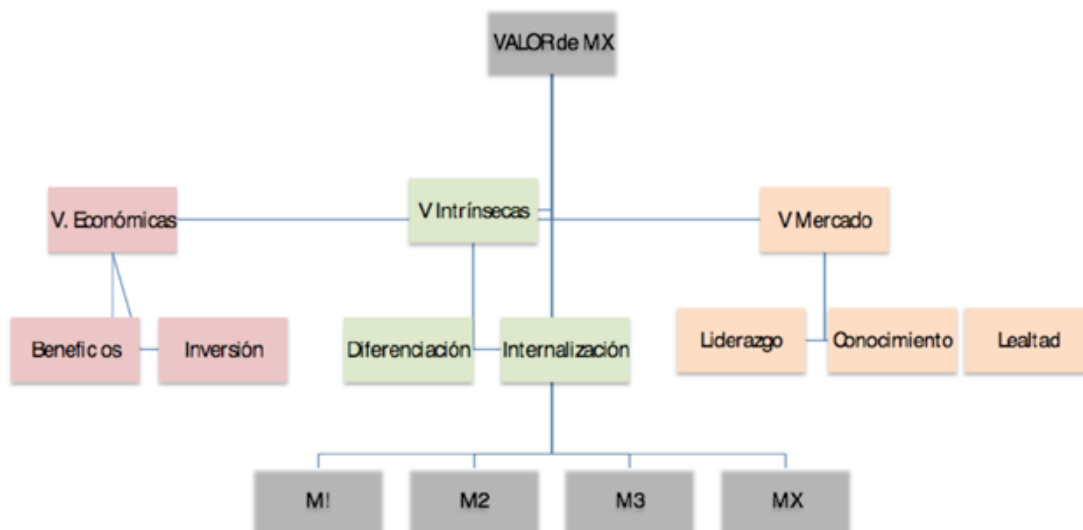 VALOR de MX
V. Económicas
V Intrínsecas
V Mercado
Benefic os
Inversión
Diferenciación
Internalización
Liderazgo
Conocimiento
Lealtad
M!
M2
M3
MX